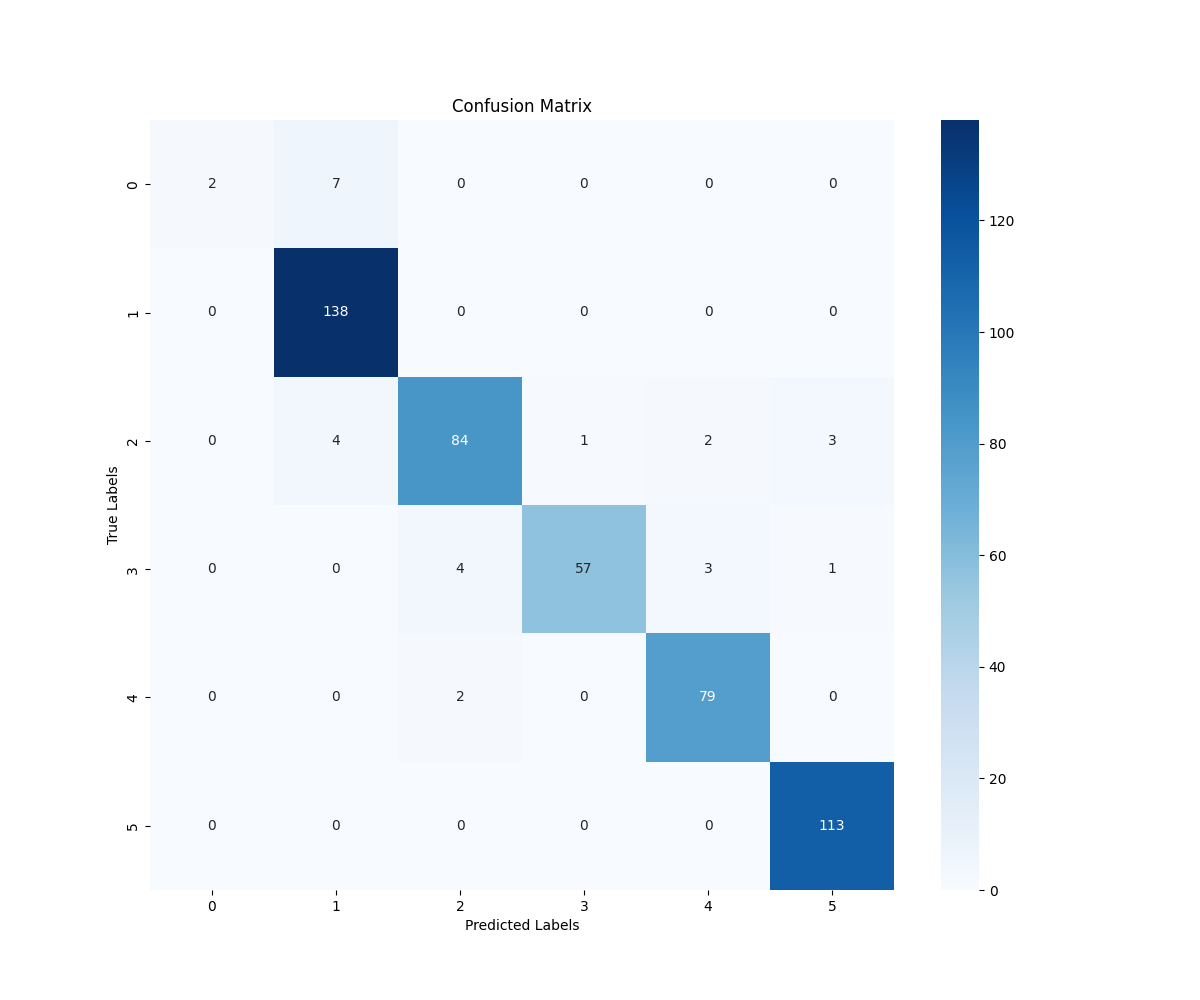 Confusion Matrix
0 2 7 0 0 0 0
120
1 0 138 0 0 0 0
100
2 0 4 84 1 2 3
80
True Labels
60
3 0 0 4 57 3 1
40
4 0 0 2 0 79 0
20
5 0 0 0 0 0 113
0
0 1 2 3 4 5
Predicted Labels